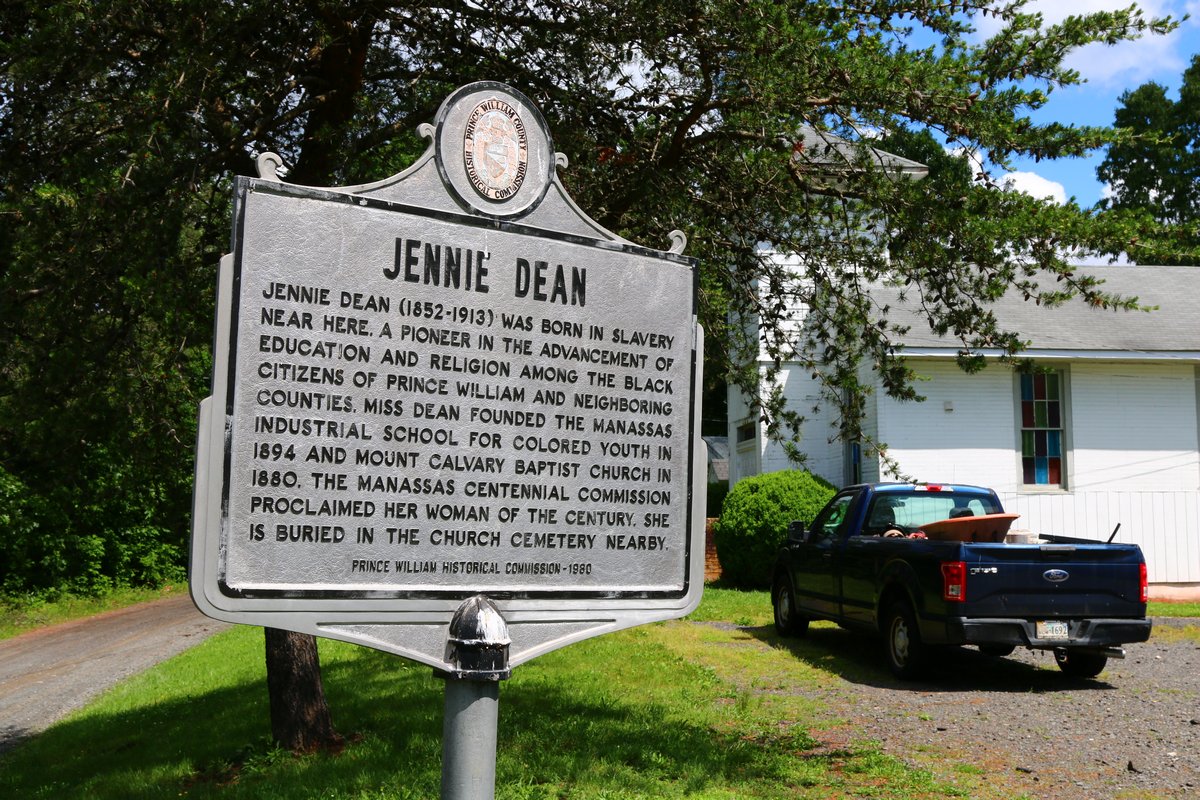 PRINCE WILLIAM COUNTY
HISTORICAL COMMISSION
JENNIE DEAN
JENNIE DEAN (1852-1913) WAS BORN IN SLAVERY
NEAR HERE. A PIONEER IN THE ADVANCEMENT OF
EDUCATION AND RELIGION AMONG THE BLACK
CITIZENS OF PRINCE WILLIAM AND NEIGHBORING
COUNTIES, MISS DEAN FOUNDED THE MANASSAS
INDUSTRIAL SCHOOL FOR COLORED YOUTH IN
1894 AND MOUNT CALVARY BAPTIST CHURCH IN
1880. THE MANASSAS CENTENNIAL COMMISSION
PROCLAIMED HER WOMAN OF THE CENTURY. SHE
IS BURIED IN THE CHURCH CEMETERY NEARBY.
PRINCE WILLIAM HISTORICAL COMMISSION-1980
Ford